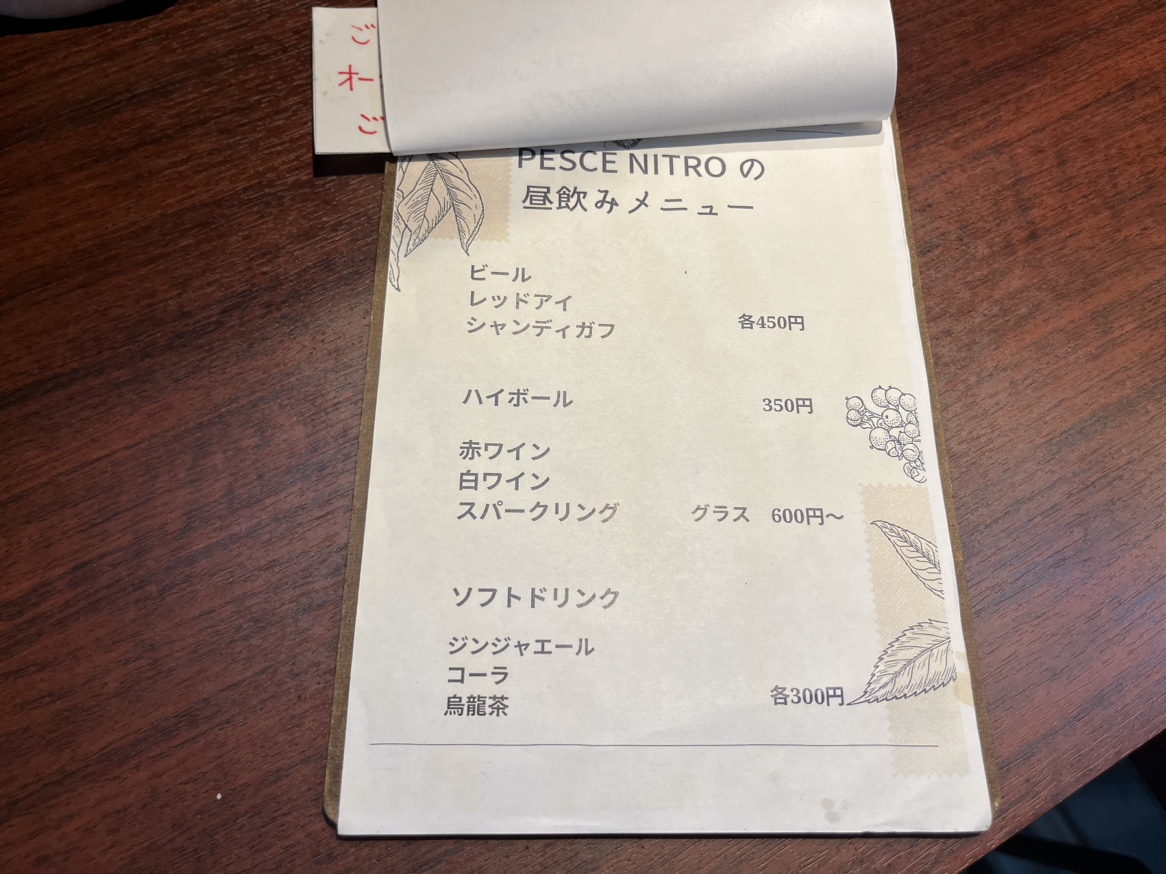 ご
オー
ご
PESCE NITRO の
昼飲みメニュー
ビール
レッドアイ
シャンディガフ 各450円
ハイボール 350円
赤ワイン
白ワイン
スパークリング グラス 600円～
ソフトドリンク
ジンジャエール
コーラ
烏龍茶 各300円